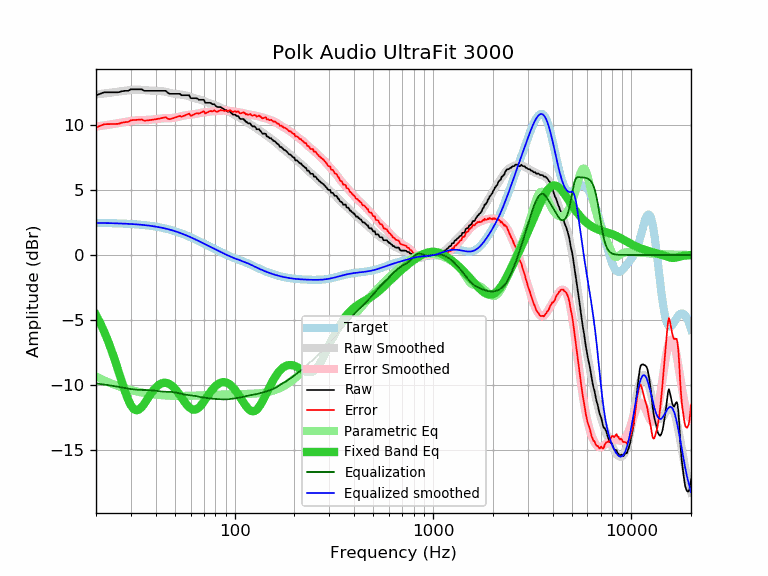 Polk Audio UltraFit 3000
Amplitude (dBr)
10
5
0
−5
−10
−15
Target
Raw Smoothed
Error Smoothed
Raw
Error
Parametric Eq
Fixed Band Eq
Equalization
Equalized smoothed
100
1000
10000
Frequency (Hz)